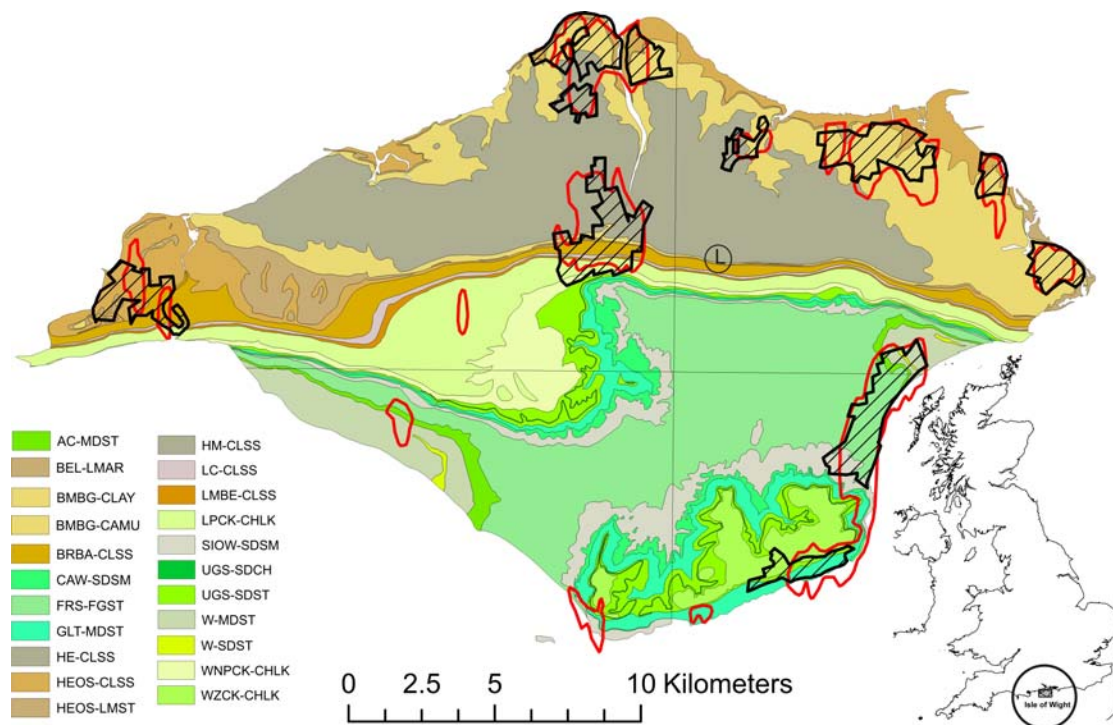 L
AC-MDST
BEL-LMAR
BMBG-CLAY
BMBG-CAMU
BRBA-CLSS
CAW-SDSM
FRS-FGST
GLT-MDST
HE-CLSS
HEOS-CLSS
HEOS-LMST
HM-CLSS
LC-CLSS
LMBE-CLSS
LPCK-CHLK
SIOW-SDSM
UGS-SDCH
UGS-SDST
W-MDST
W-SDST
WNPCK-CHLK
WZCK-CHLK
0 2.5 5 10 Kilometers
Isle of Wight